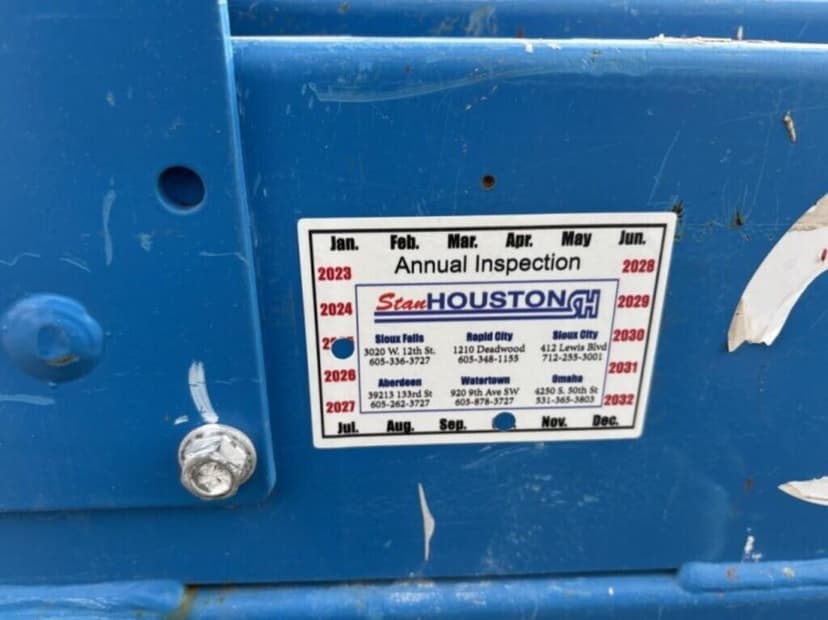 Jan. Feb. Mar. Apr. May Jun.
Annual Inspection
2023
2024
2026
2027
Stan HOUSTON SH
Sioux Falls
3020 W. 12th St.
605-336-3727
Rapid City
1210 Deadwood
605-348-1155
Sioux City
412 Lewis Blvd
712-255-3001
Aberdeen
39213 133rd St
605-262-3727
Watertown
920 9th Ave SW
605-878-3727
Omaha
4250 S. 50th St
531-365-3803
2028
2029
2030
2031
2032
Jul. Aug. Sep. Nov. Dec.